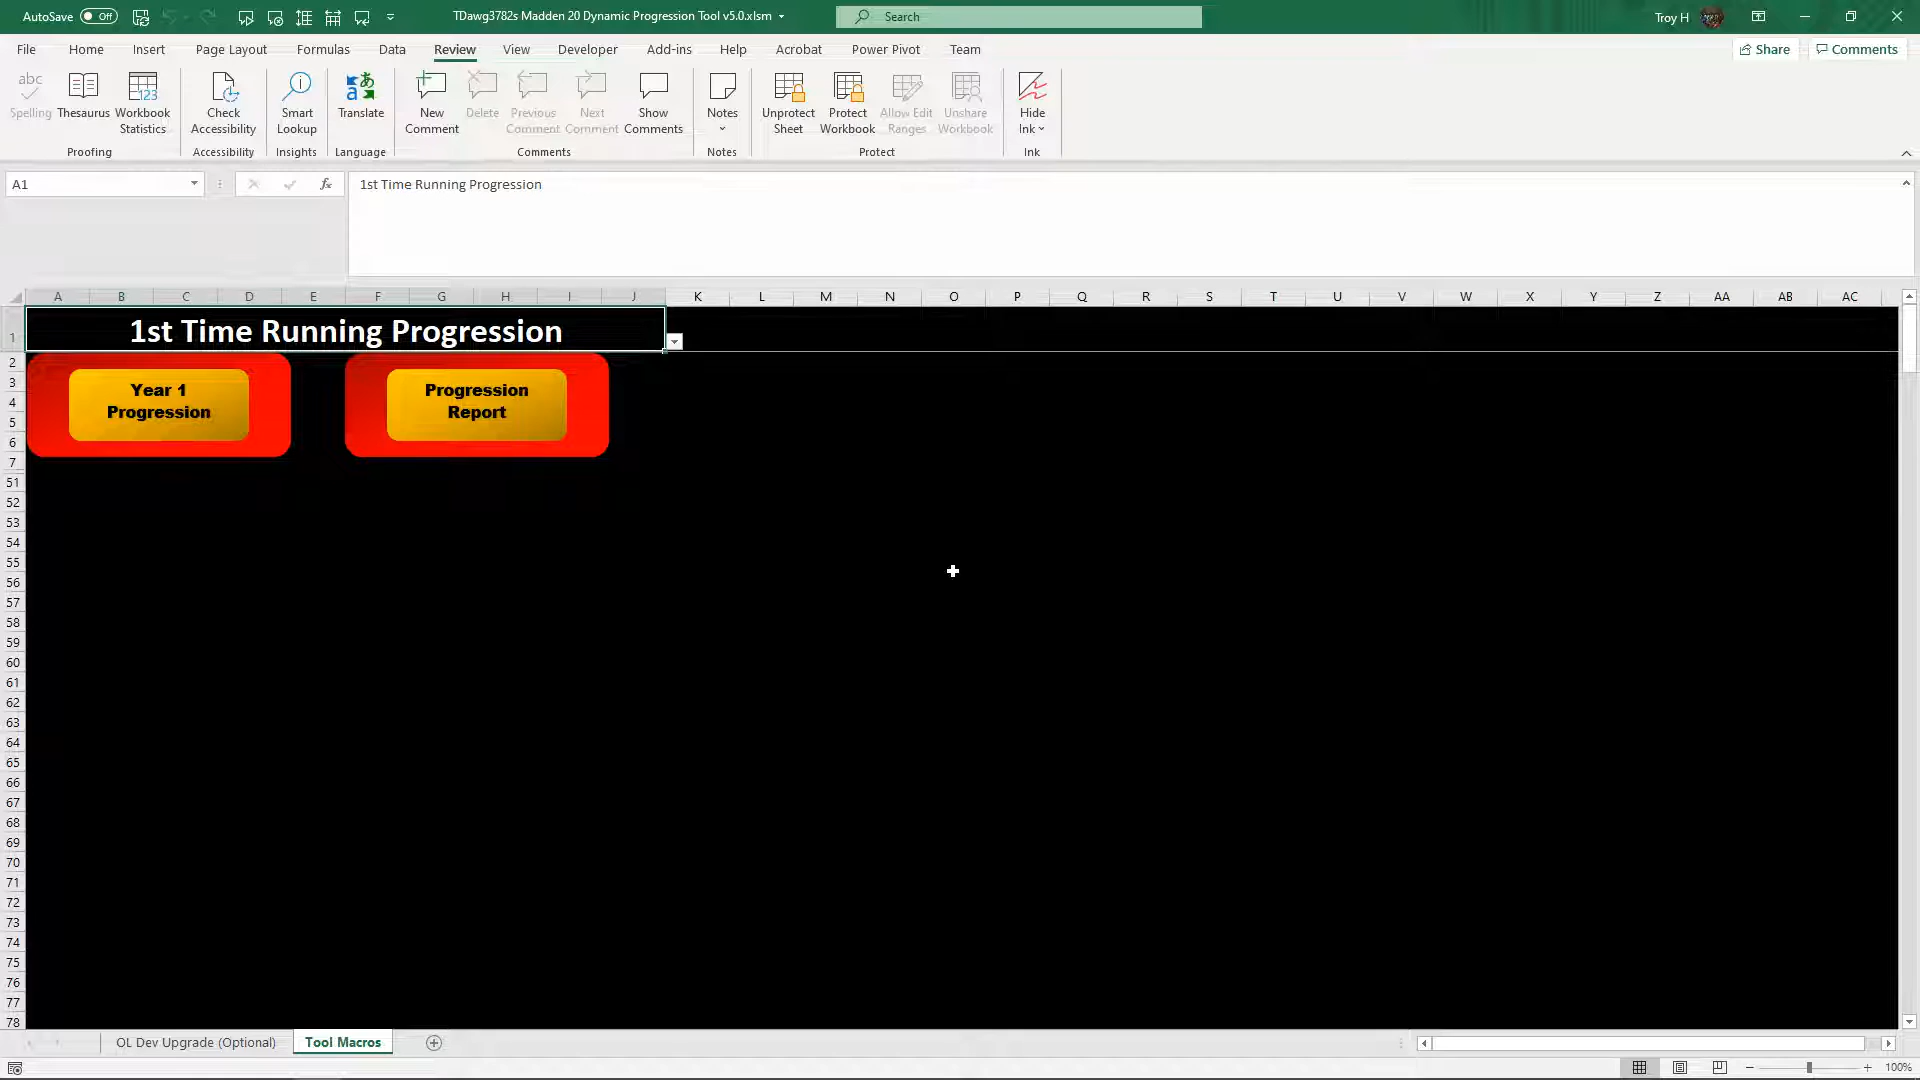 AutoSave Off
TDawg3782s Madden 20 Dynamic Progression Tool v5.0.xlsm
Search
Troy H
File Home Insert Page Layout Formulas Data Review View Developer Add-ins Help Acrobat Power Pivot Team
Share Comments
abc
Spelling
Thesaurus
123
Workbook
Statistics
Proofing
Check
Accessibility
Accessibility
Smart
Lookup
Insights
Translate
Language
New
Comment
Delete
Previous
Comment
Next
Comment
Show
Comments
Comments
Notes
Notes
Unprotect
Sheet
Protect
Workbook
Allow Edit
Ranges
Unshare
Workbook
Protect
Hide
Ink
Ink
A1
fx
1st Time Running Progression
A B C D E F G H I J K L M N O P Q R S T U V W X Y Z AA AB AC
1
1st Time Running Progression
2
3
4
5
6
7
Year 1
Progression
Progression
Report
51
52
53
54
55
56
57
58
59
60
61
62
63
64
65
66
67
68
69
70
71
72
73
74
75
76
77
78
OL Dev Upgrade (Optional) Tool Macros
100%